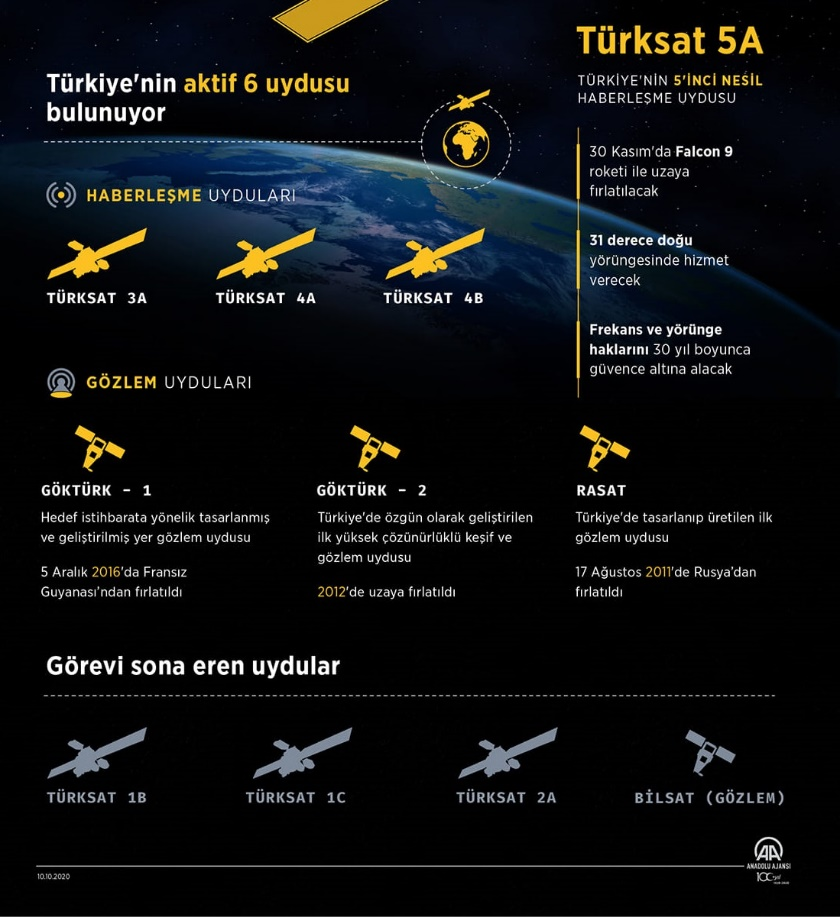 Türkiye'nin aktif 6 uydusu
bulunuyor
HABERLEŞME UYDULARI
TÜRKSAT 3A
TÜRKSAT 4A
TÜRKSAT 4B
Türksat 5A
TÜRKİYE'NİN 5'İNCİ NESİL
HABERLEŞME UYDUSU
30 Kasım'da Falcon 9
roketi ile uzaya
fırlatılacak
31 derece doğu
yörüngesinde hizmet
verecek
Frekans ve yörünge
haklarını 30 yıl boyunca
güvence altına alacak
GÖZLEM UYDULARI
GÖKTÜRK - 1
Hedef istihbarata yönelik tasarlanmış
ve geliştirilmiş yer gözlem uydusu
5 Aralık 2016'da Fransız
Guyanası'ndan fırlatıldı
GÖKTÜRK - 2
Türkiye'de özgün olarak geliştirilen
ilk yüksek çözünürlüklü keşif ve
gözlem uydusu
2012'de uzaya fırlatıldı
RASAT
Türkiye'de tasarlanıp üretilen ilk
gözlem uydusu
17 Ağustos 2011'de Rusya'dan
fırlatıldı
Görevi sona eren uydular
TÜRKSAT 1B
TÜRKSAT 1C
TÜRKSAT 2A
BİLSAT (GÖZLEM)
10.10.2020
AA
ANADOLU AJANSI
100. yıl